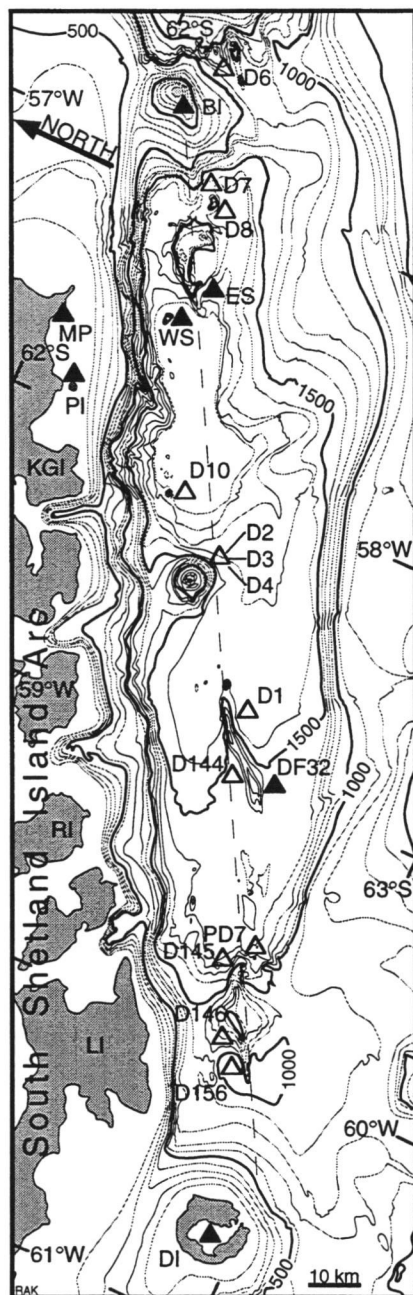 500
62°S
1000
D6
57°W
BI
NORTH
D7
D8
ES
MP
WS
62°S
PI
1500
KGI
D10
D2
D3
D4
58°W
South Shetland Island Arc
59°W
D1
1500
D144
DF32
1000
RI
63°S
PD7
D145
D146
LI
D156
1000
60°W
61°W
DI
500
10 km
RAK